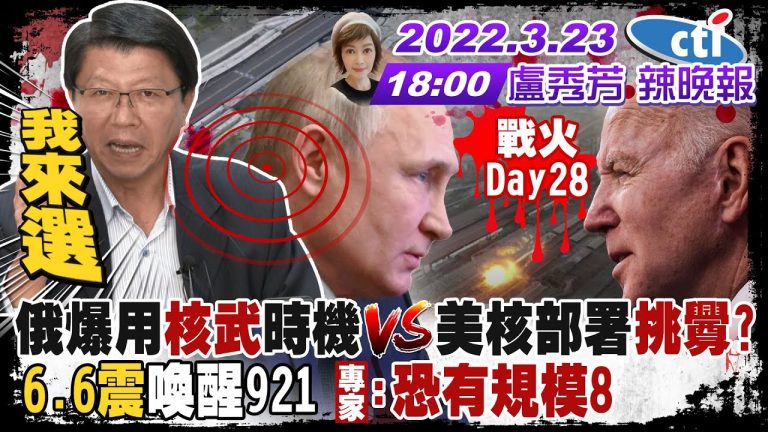 2022.3.23
cti
18:00 盧秀芳 辣晚報
我來選
戰火
Day28
俄爆用核武時機VS美核部署挑釁?
6.6震喚醒921 專家:恐有規模8